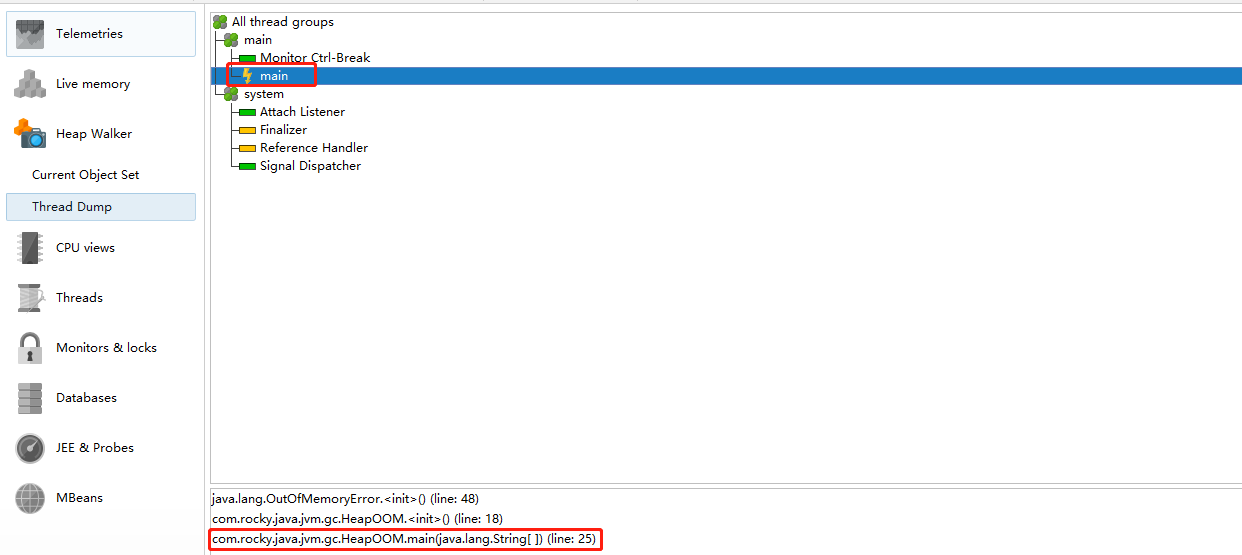 Telemetries
Live memory
Heap Walker
Current Object Set
Thread Dump
CPU views
Threads
Monitors & locks
Databases
JEE & Probes
MBeans
All thread groups
main
Monitor Ctrl-Break
main
system
Attach Listener
Finalizer
Reference Handler
Signal Dispatcher
java.lang.OutOfMemoryError.<init>() (line: 48)
com.rocky.java.jvm.gc.HeapOOM.<init>() (line: 18)
com.rocky.java.jvm.gc.HeapOOM.main(java.lang.String[ ]) (line: 25)